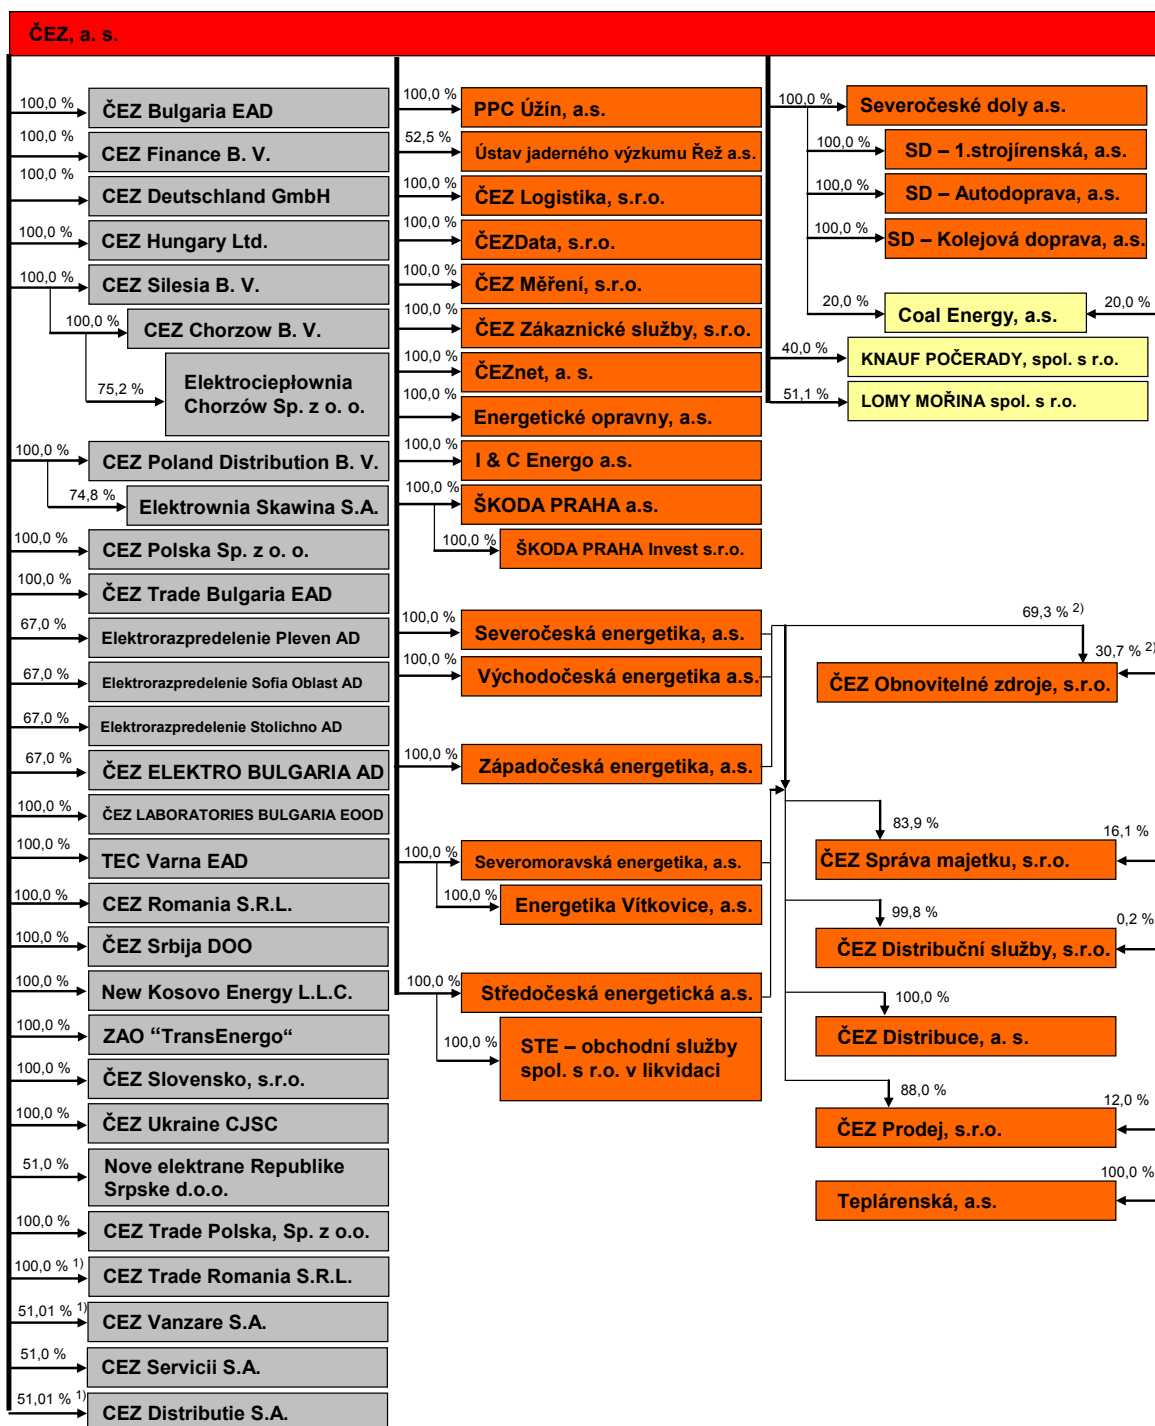 ČEZ, a. s.
100,0 %
ČEZ Bulgaria EAD
100,0 %
CEZ Finance B. V.
100,0 %
CEZ Deutschland GmbH
100,0 %
CEZ Hungary Ltd.
100,0 %
CEZ Silesia B. V.
100,0 %
CEZ Chorzow B. V.
75,2 %
Elektrociepłownia
Chorzów Sp. z o. o.
100,0 %
CEZ Poland Distribution B. V.
74,8 %
Elektrownia Skawina S.A.
100,0 %
CEZ Polska Sp. z o. o.
100,0 %
ČEZ Trade Bulgaria EAD
67,0 %
Elektrorazpredelenie Pleven AD
67,0 %
Elektrorazpredelenie Sofia Oblast AD
67,0 %
Elektrorazpredelenie Stolichno AD
67,0 %
ČEZ ELEKTRO BULGARIA AD
100,0 %
ČEZ LABORATORIES BULGARIA EOOD
100,0 %
TEC Varna EAD
100,0 %
CEZ Romania S.R.L.
100,0 %
ČEZ Srbija DOO
100,0 %
New Kosovo Energy L.L.C.
100,0 %
ZAO “TransEnergo“
100,0 %
ČEZ Slovensko, s.r.o.
100,0 %
ČEZ Ukraine CJSC
51,0 %
Nove elektrane Republike
Srpske d.o.o.
100,0 %
CEZ Trade Polska, Sp. z o.o.
100,0 % 1)
CEZ Trade Romania S.R.L.
51,01 % 1)
CEZ Vanzare S.A.
51,0 %
CEZ Servicii S.A.
51,01 % 1)
CEZ Distributie S.A.
100,0 %
PPC Úžín, a.s.
52,5 %
Ústav jaderného výzkumu Řež a.s.
100,0 %
ČEZ Logistika, s.r.o.
100,0 %
ČEZData, s.r.o.
100,0 %
ČEZ Měření, s.r.o.
100,0 %
ČEZ Zákaznické služby, s.r.o.
100,0 %
ČEZnet, a. s.
100,0 %
Energetické opravny, a.s.
100,0 %
I & C Energo a.s.
100,0 %
ŠKODA PRAHA a.s.
100,0 %
ŠKODA PRAHA Invest s.r.o.
100,0 %
Severočeská energetika, a.s.
100,0 %
Východočeská energetika a.s.
100,0 %
Západočeská energetika, a.s.
100,0 %
Severomoravská energetika, a.s.
100,0 %
Energetika Vítkovice, a.s.
100,0 %
Středočeská energetická a.s.
100,0 %
STE – obchodní služby
spol. s r.o. v likvidaci
100,0 %
Severočeské doly a.s.
100,0 %
SD – 1.strojírenská, a.s.
100,0 %
SD – Autodoprava, a.s.
100,0 %
SD – Kolejová doprava, a.s.
20,0 %
Coal Energy, a.s.
20,0 %
40,0 %
KNAUF POČERADY, spol. s r.o.
51,1 %
LOMY MOŘINA spol. s r.o.
69,3 % 2)
30,7 % 2)
ČEZ Obnovitelné zdroje, s.r.o.
83,9 %
16,1 %
ČEZ Správa majetku, s.r.o.
99,8 %
0,2 %
ČEZ Distribuční služby, s.r.o.
100,0 %
ČEZ Distribuce, a. s.
88,0 %
12,0 %
ČEZ Prodej, s.r.o.
100,0 %
Teplárenská, a.s.